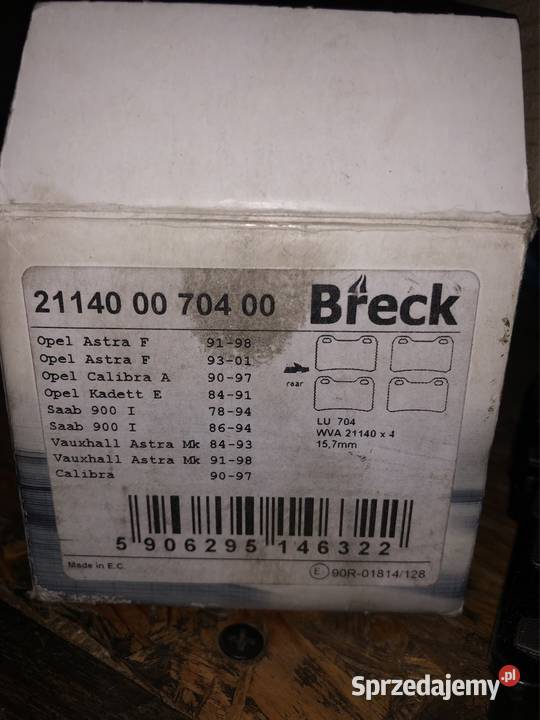 21140 00 704 00
Breck
Opel Astra F 91-98
Opel Astra F 93-01
Opel Calibra A 90-97
Opel Kadett E 84-91
Saab 900 I 78-94
Saab 900 I 86-94
Vauxhall Astra Mk 84-93
Vauxhall Astra Mk 91-98
Calibra 90-97
rear
LU 704
WVA 21140 x 4
15,7mm
5 906295 146322
Made in E.C.
E 90R-01814/128
Sprzedajemy.pl